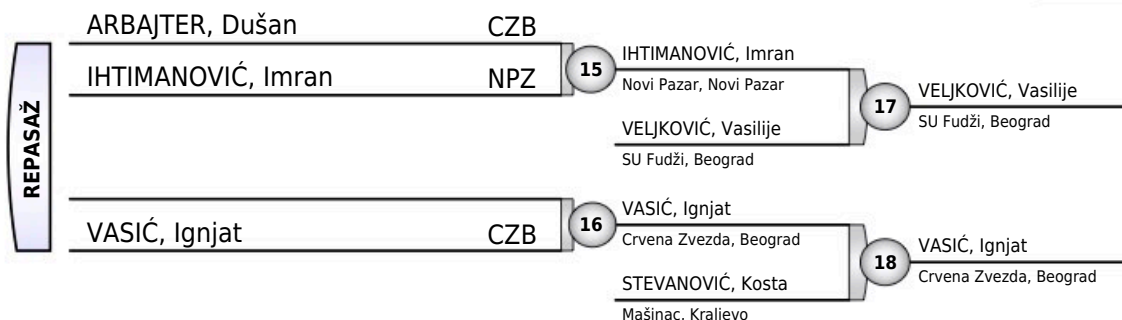 REPASAŽ
ARBAJTER, Dušan CZB
IHTIMANOVIĆ, Imran NPZ
15
IHTIMANOVIĆ, Imran
Novi Pazar, Novi Pazar
VELJKOVIĆ, Vasilije
SU Fudži, Beograd
17
VELJKOVIĆ, Vasilije
SU Fudži, Beograd
VASIĆ, Ignjat CZB
16
VASIĆ, Ignjat
Crvena Zvezda, Beograd
STEVANOVIĆ, Kosta
Mašinac, Kraljevo
18
VASIĆ, Ignjat
Crvena Zvezda, Beograd